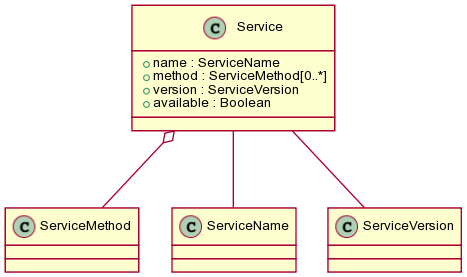 C Service
name : ServiceName
method : ServiceMethod[0..*]
version : ServiceVersion
available : Boolean
C ServiceMethod
C ServiceName
C ServiceVersion